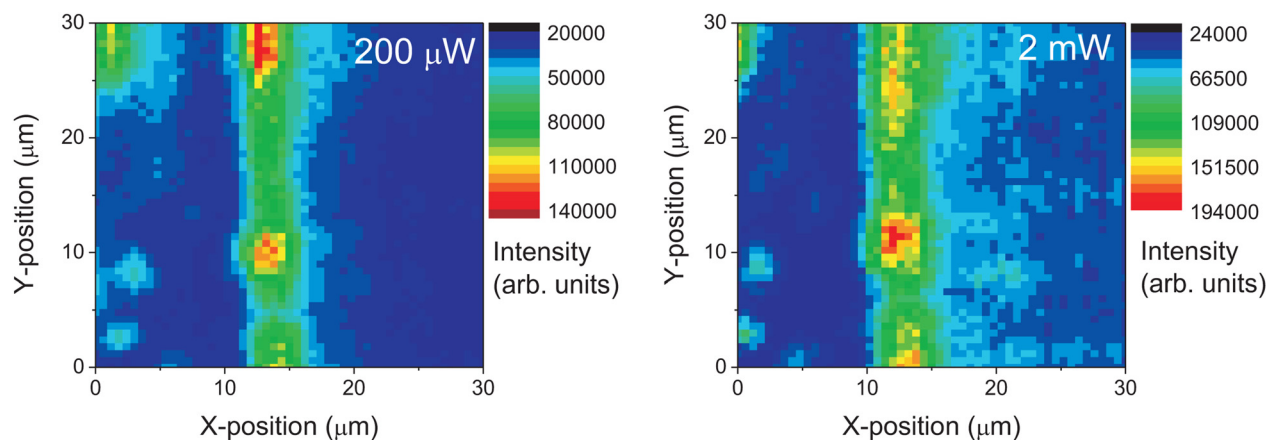 30
20
10
0
0
10
20
30
Y-position (μm)
X-position (μm)
200 μW
20000
50000
80000
110000
140000
Intensity
(arb. units)
30
20
10
0
0
10
20
30
Y-position (μm)
X-position (μm)
2 mW
24000
66500
109000
151500
194000
Intensity
(arb. units)